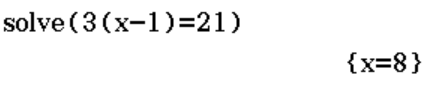 solve(3(x-1)=21)
{x=8}